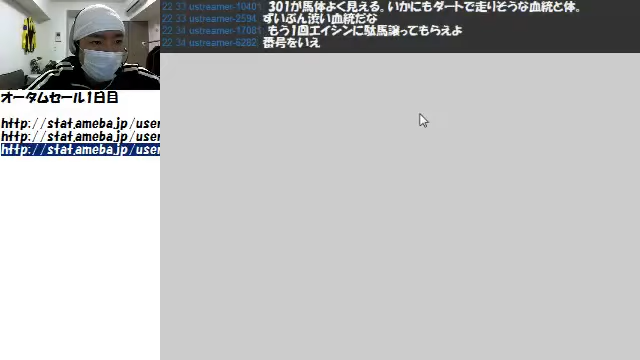 22 37 ustreamer-10401: 301が馬体よく見える。いかにもダートで走りそうな血統と体。
22 33 ustreamer-2594: ずいぶん渋い血統だな
22 34 ustreamer-17081: もう1回エイシンに駄馬譲ってもらえよ
22 34 ustreamer-6282: 番号をいえ
オータムセール1日目
http://stat.ameba.jp/user
http://stat.ameba.jp/user
http://stat.ameba.jp/user